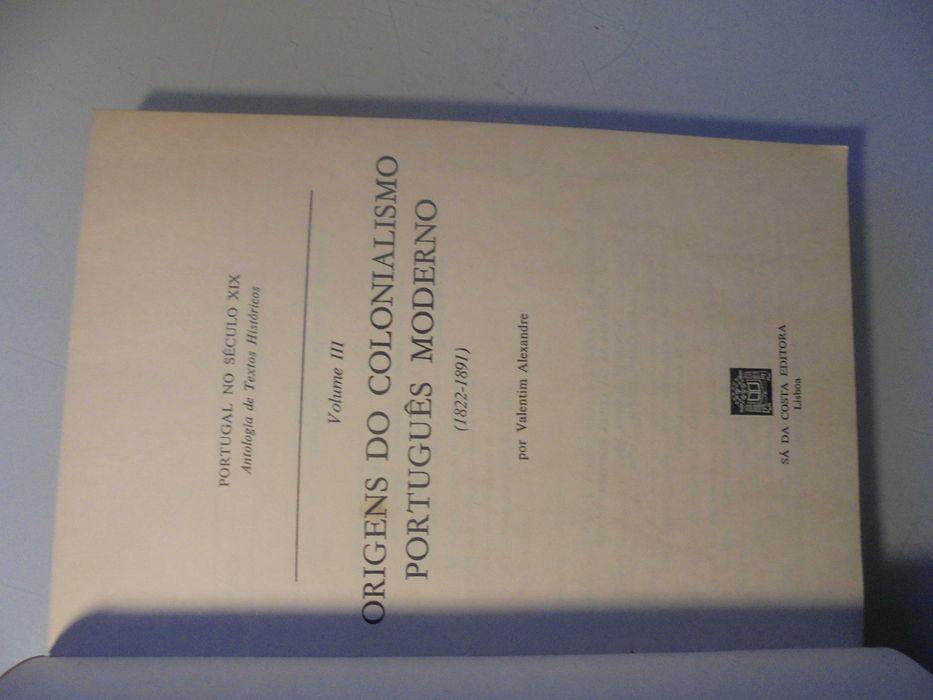 PORTUGAL NO SÉCULO XIX
Antologia de Textos Históricos
Volume III
ORIGENS DO COLONIALISMO
PORTUGUÊS MODERNO
(1822-1891)
por Valentim Alexandre
SÁ DA COSTA EDITORA
Lisboa